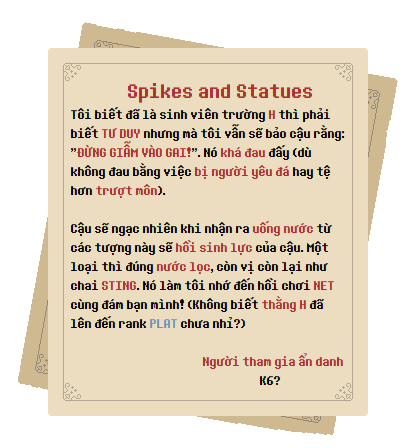 Spikes and Statues
Tôi biết đã là sinh viên trường H thì phải
biết TƯ DUY nhưng mà tôi vẫn sẽ bảo cậu rằng:
"ĐỪNG GIẪM VÀO GAI!". Nó khá đau đấy (dù
không đau bằng việc bị người yêu đá hay tệ
hơn trượt môn).
Cậu sẽ ngạc nhiên khi nhận ra uống nước từ
các tượng này sẽ hồi sinh lực của cậu. Một
loại thì đúng nước lọc, còn vị còn lại như
chai STING. Nó làm tôi nhớ đến hồi chơi NET
cùng đám bạn mình! (Không biết thằng H đã
lên đến rank PLAT chưa nhỉ?)
Người tham gia ẩn danh
K6?